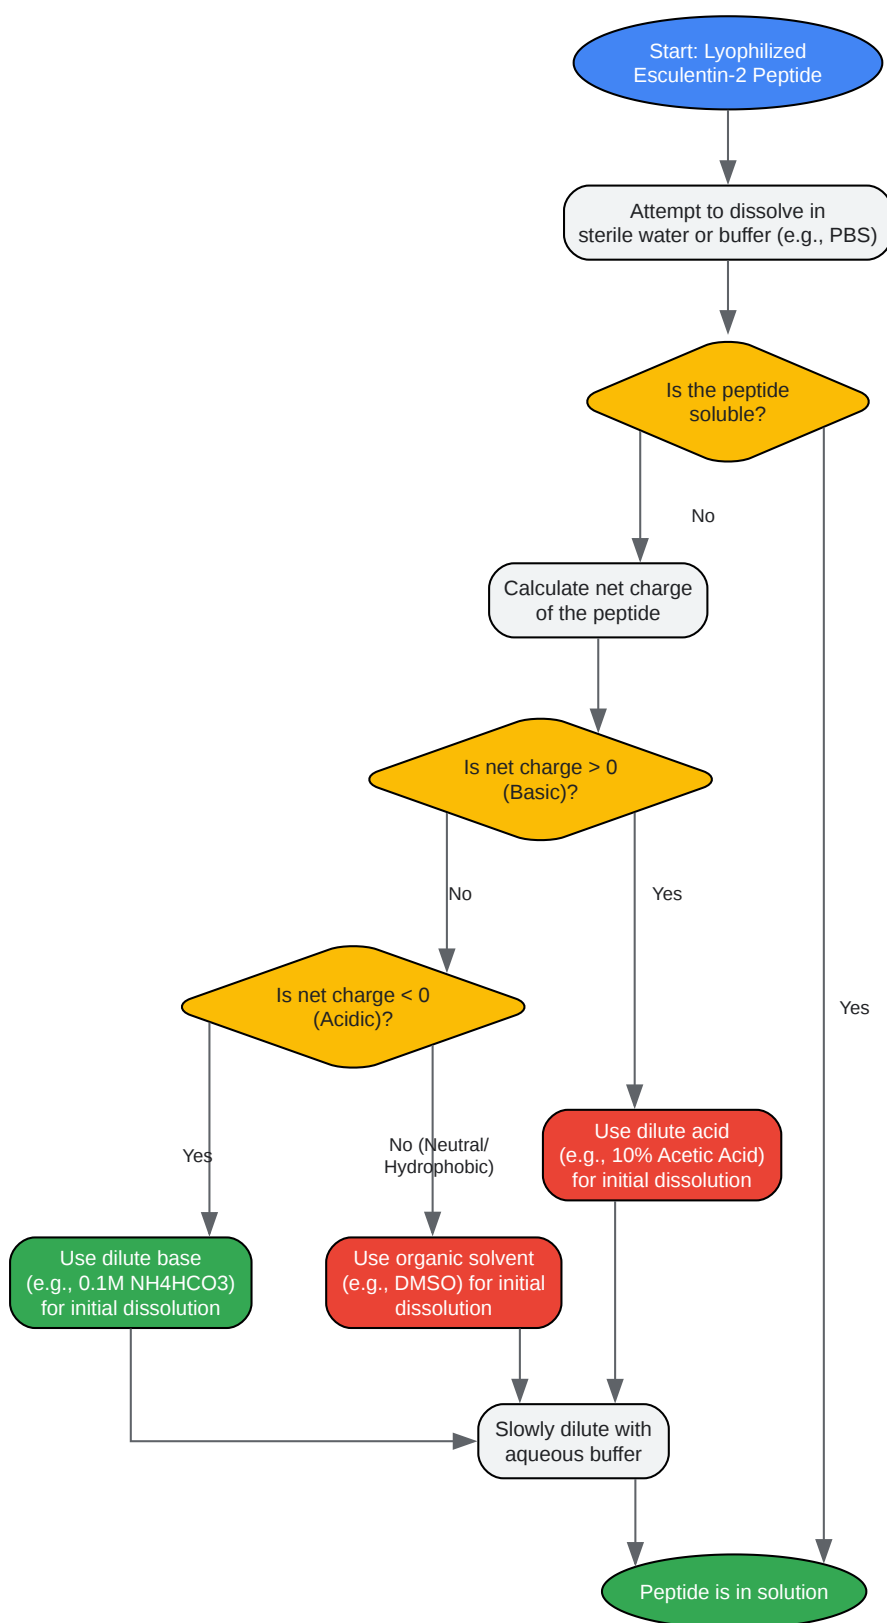 Start: Lyophilized
Esculentin-2 Peptide
Attempt to dissolve in
sterile water or buffer (e.g., PBS)
Is the peptide
soluble?
No
Calculate net charge
of the peptide
Is net charge > 0
(Basic)?
No
Yes
Is net charge < 0
(Acidic)?
Yes
Yes
No (Neutral/
Hydrophobic)
Use dilute acid
(e.g., 10% Acetic Acid)
for initial dissolution
Use dilute base
(e.g., 0.1M NH4HCO3)
for initial dissolution
Use organic solvent
(e.g., DMSO) for initial
dissolution
Slowly dilute with
aqueous buffer
Peptide is in solution